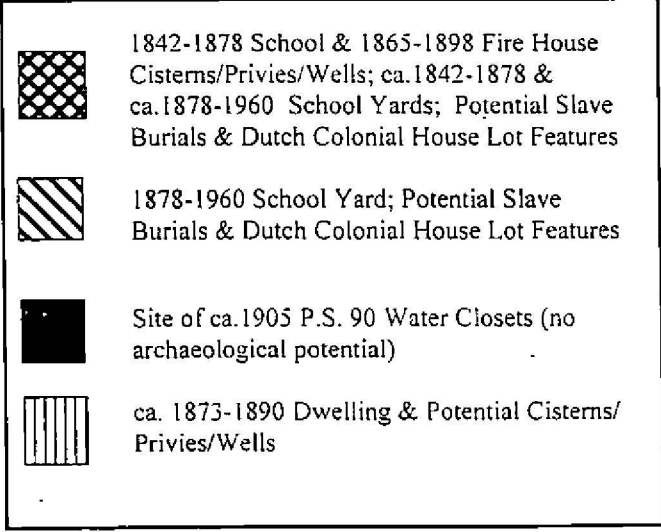 1842-1878 School & 1865-1898 Fire House
Cisterns/Privies/Wells; ca.1842-1878 &
ca.1878-1960 School Yards; Potential Slave
Burials & Dutch Colonial House Lot Features
1878-1960 School Yard; Potential Slave
Burials & Dutch Colonial House Lot Features
Site of ca.1905 P.S. 90 Water Closets (no
archaeological potential)
ca. 1873-1890 Dwelling & Potential Cisterns/
Privies/Wells